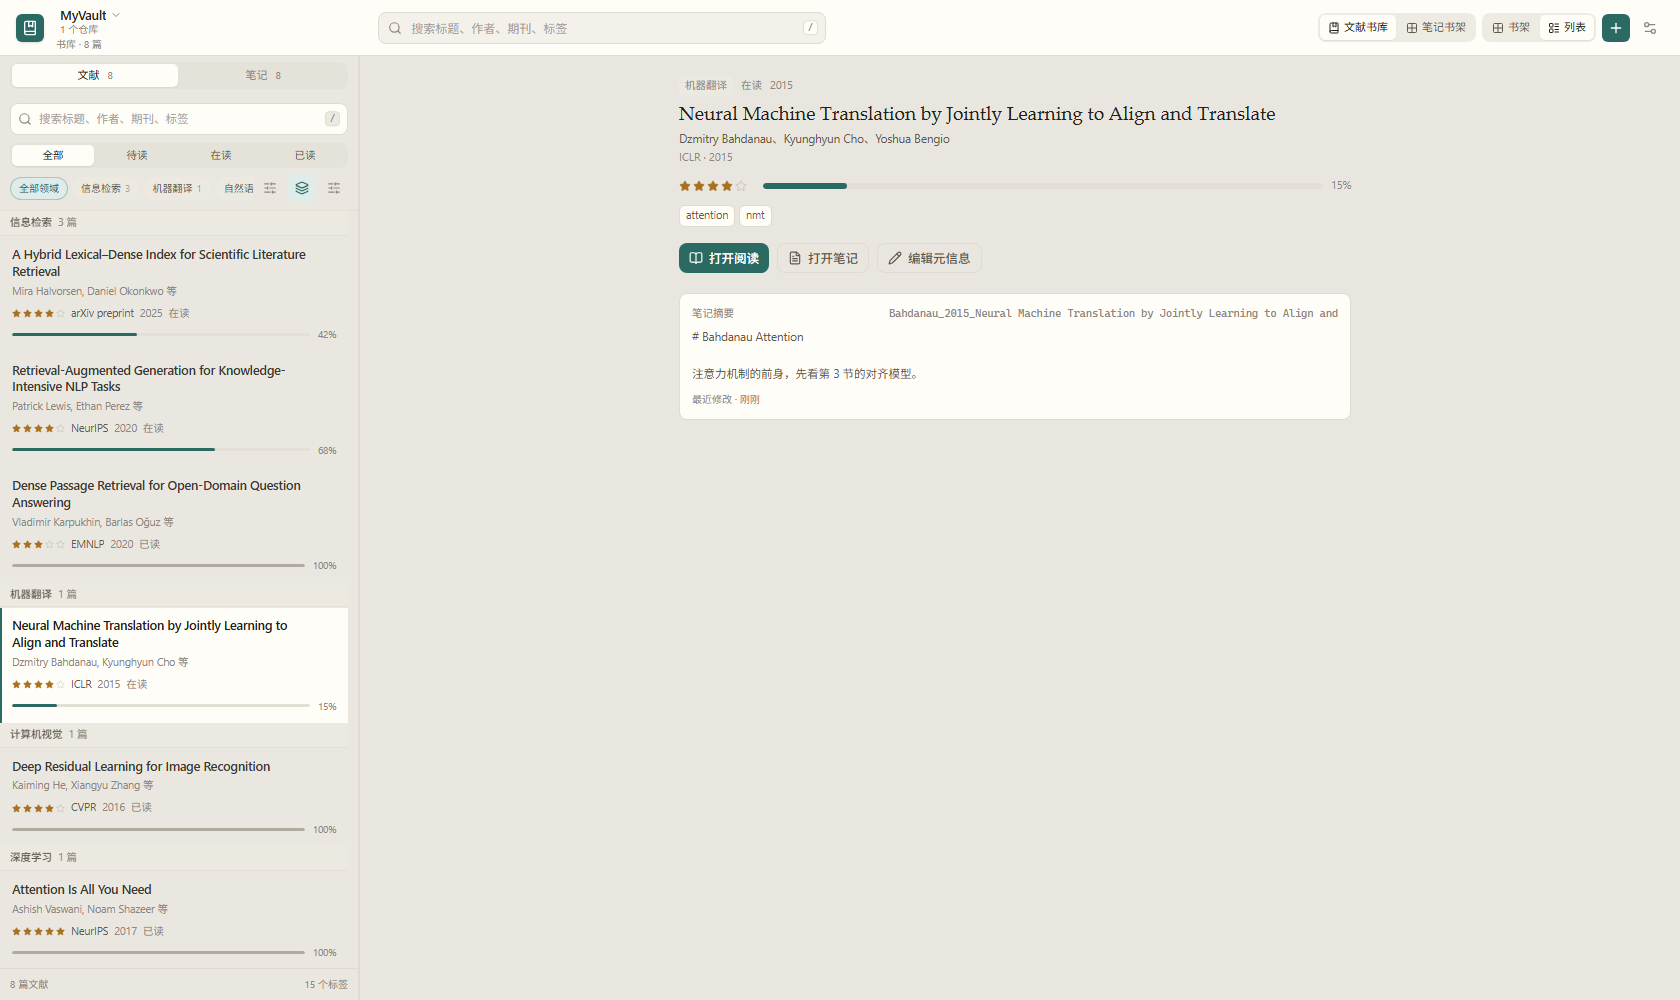 MyVault
1 个仓库
书库 · 8 篇
搜索标题、作者、期刊、标签
/
文献书库
笔记书架
书架
列表
文献 8
笔记 8
搜索标题、作者、期刊、标签
/
全部
待读
在读
已读
全部领域
信息检索 3
机器翻译 1
自然语
信息检索 3 篇
A Hybrid Lexical–Dense Index for Scientific Literature
Retrieval
Mira Halvorsen, Daniel Okonkwo 等
arXiv preprint 2025 在读
42%
Retrieval-Augmented Generation for Knowledge-
Intensive NLP Tasks
Patrick Lewis, Ethan Perez 等
NeurIPS 2020 在读
68%
Dense Passage Retrieval for Open-Domain Question
Answering
Vladimir Karpukhin, Barlas Oğuz 等
EMNLP 2020 已读
100%
机器翻译 1 篇
Neural Machine Translation by Jointly Learning to
Align and Translate
Dzmitry Bahdanau, Kyunghyun Cho 等
ICLR 2015 在读
15%
计算机视觉 1 篇
Deep Residual Learning for Image Recognition
Kaiming He, Xiangyu Zhang 等
CVPR 2016 已读
100%
深度学习 1 篇
Attention Is All You Need
Ashish Vaswani, Noam Shazeer 等
NeurIPS 2017 已读
100%
8 篇文献
15 个标签
机器翻译 在读 2015
Neural Machine Translation by Jointly Learning to Align and Translate
Dzmitry Bahdanau、Kyunghyun Cho、Yoshua Bengio
ICLR · 2015
15%
attention
nmt
打开阅读
打开笔记
编辑元信息
笔记摘要
Bahdanau_2015_Neural Machine Translation by Jointly Learning to Align and
# Bahdanau Attention
注意力机制的前身，先看第 3 节的对齐模型。
最近修改 · 刚刚